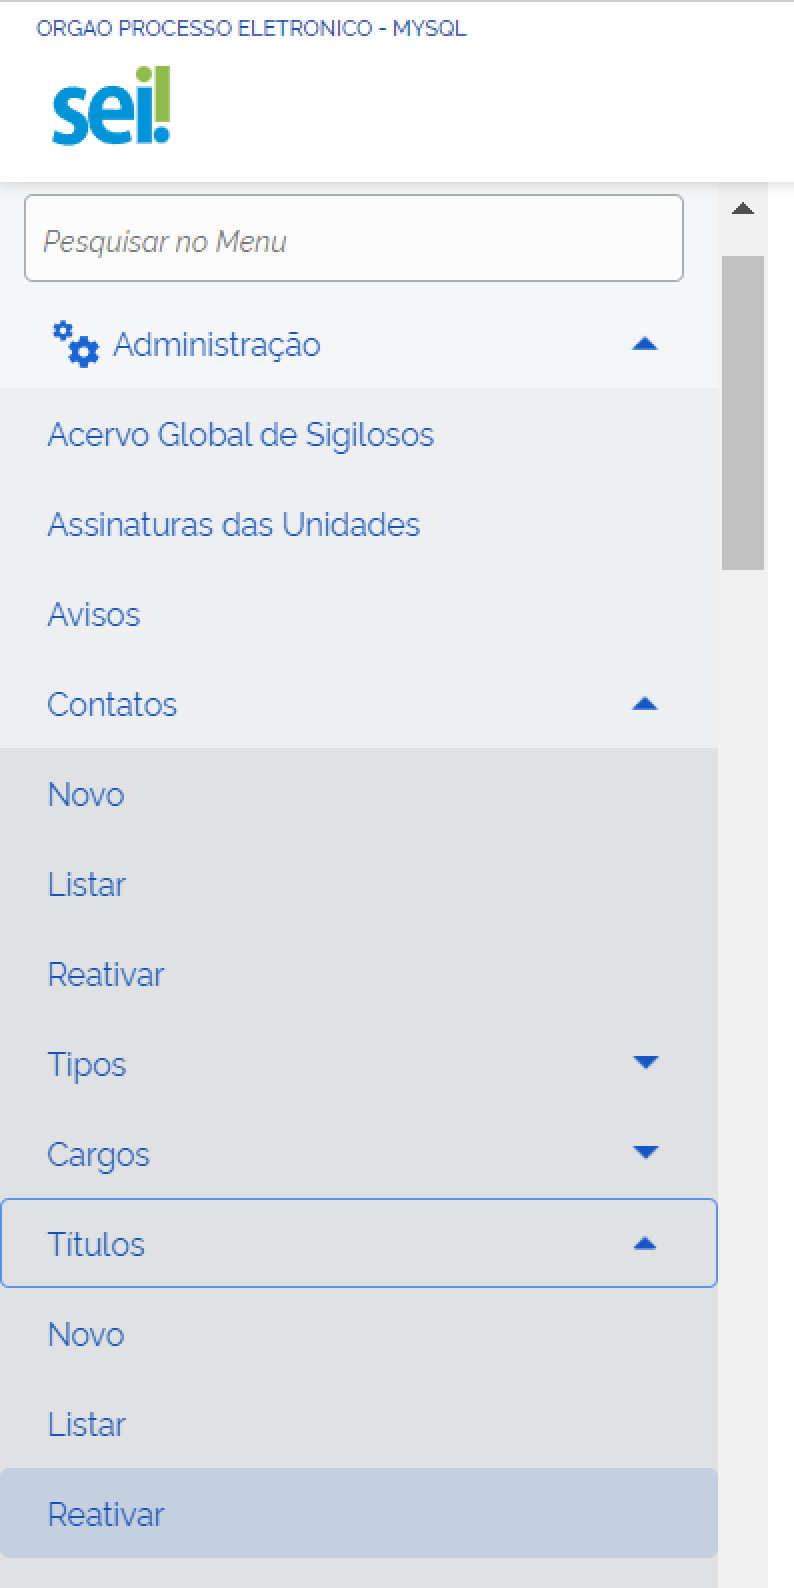 ORGAO PROCESSO ELETRONICO - MYSQL
sei!
Pesquisar no Menu
Administração
Acervo Global de Sigilosos
Assinaturas das Unidades
Avisos
Contatos
Novo
Listar
Reativar
Tipos
Cargos
Títulos
Novo
Listar
Reativar